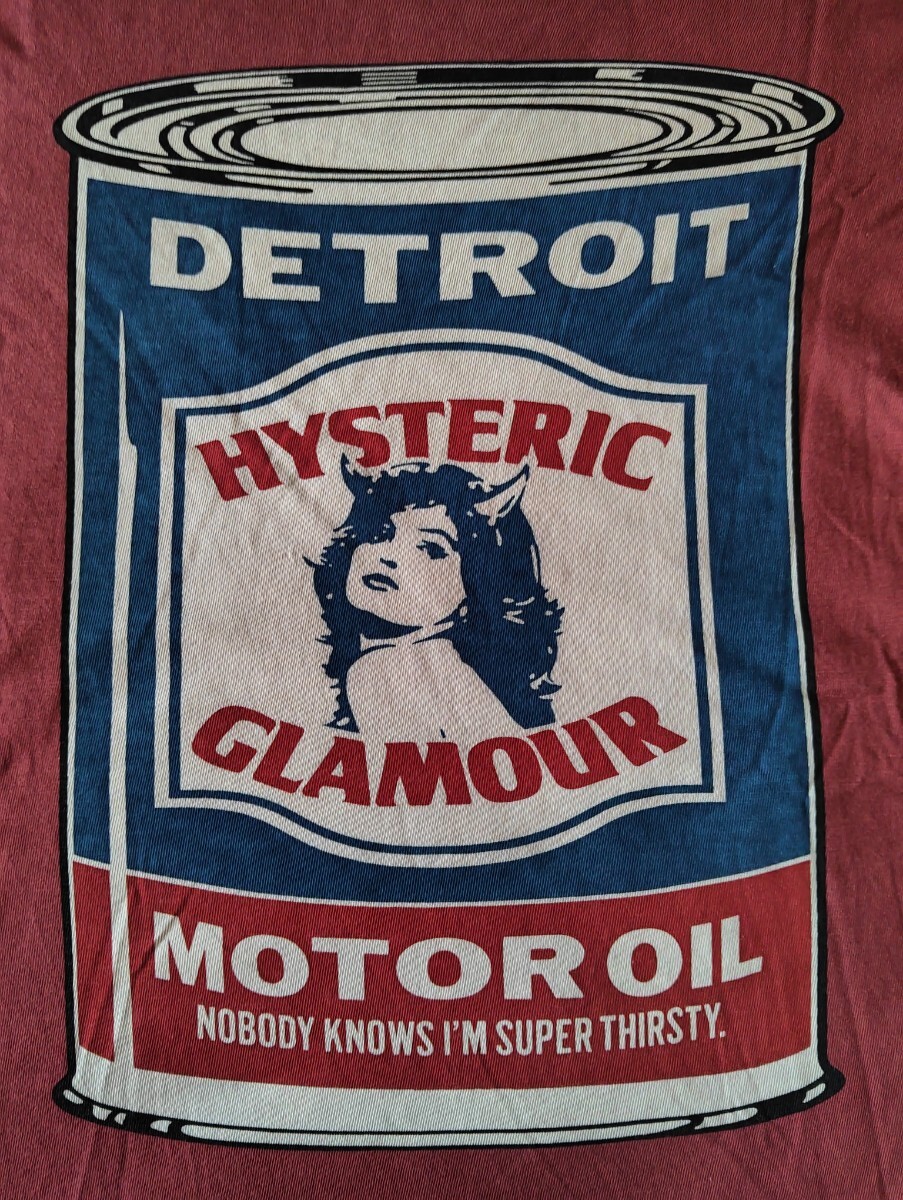 DETROIT
HYSTERIC
GLAMOUR
MOTOR OIL
NOBODY KNOWS I'M SUPER THIRSTY.